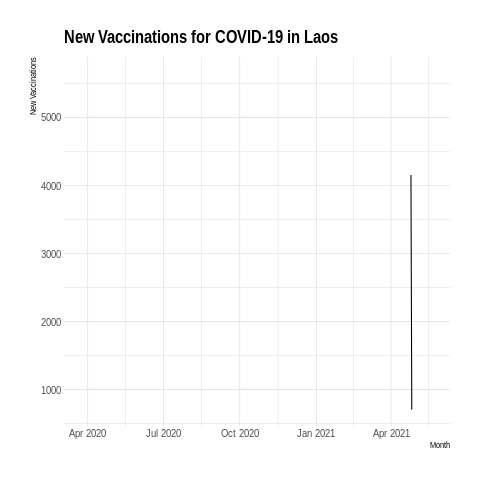 New Vaccinations for COVID-19 in Laos
New Vaccinations
5000
4000
3000
2000
1000
Apr 2020 Jul 2020 Oct 2020 Jan 2021 Apr 2021
Month